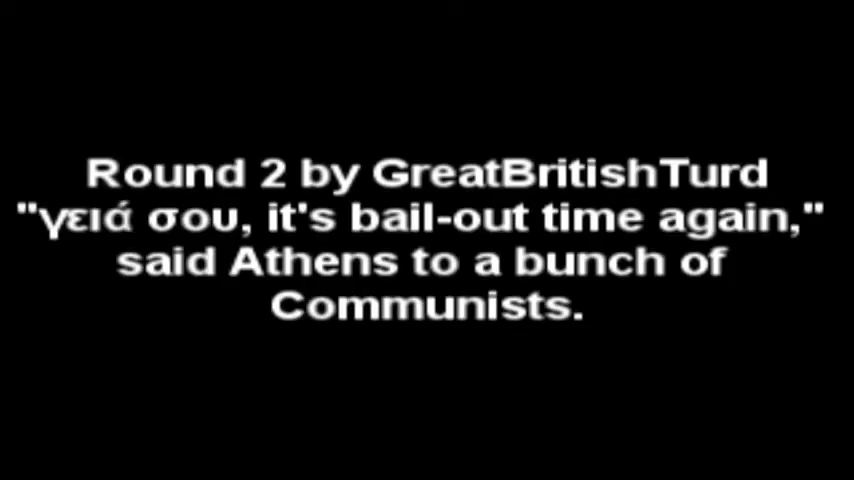 Round 2 by GreatBritishTurd
"γειά σου, it's bail-out time again,"
said Athens to a bunch of
Communists.